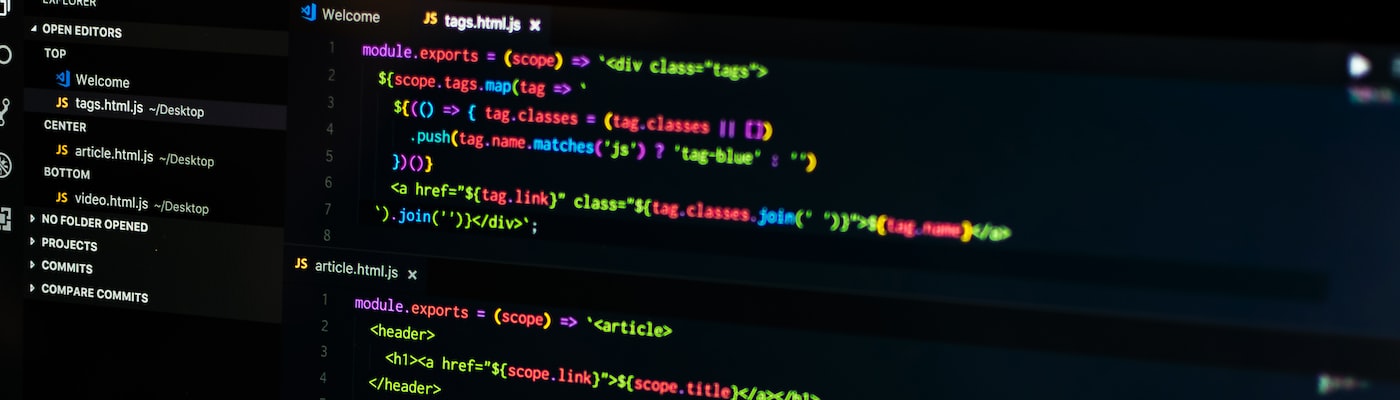 EXPLORER
OPEN EDITORS
TOP
Welcome
JS tags.html.js ~/Desktop
CENTER
JS article.html.js ~/Desktop
BOTTOM
JS video.html.js ~/Desktop
NO FOLDER OPENED
PROJECTS
COMMITS
COMPARE COMMITS
Welcome
JS tags.html.js ×
1 module.exports = (scope) => `<div class="tags">
2 ${scope.tags.map(tag => `
3 ${(() => { tag.classes = (tag.classes || [])
4 .push(tag.name.matches('js') ? 'tag-blue' : '')
5 })()}
6 <a href="${tag.link}" class="${tag.classes.join(' ')}">${tag.name}</a>
7 `).join('')}</div>`;
8
JS article.html.js ×
1 module.exports = (scope) => `<article>
2 <header>
3 <h1><a href="${scope.link}">${scope.title}</a></h1>
4 </header>